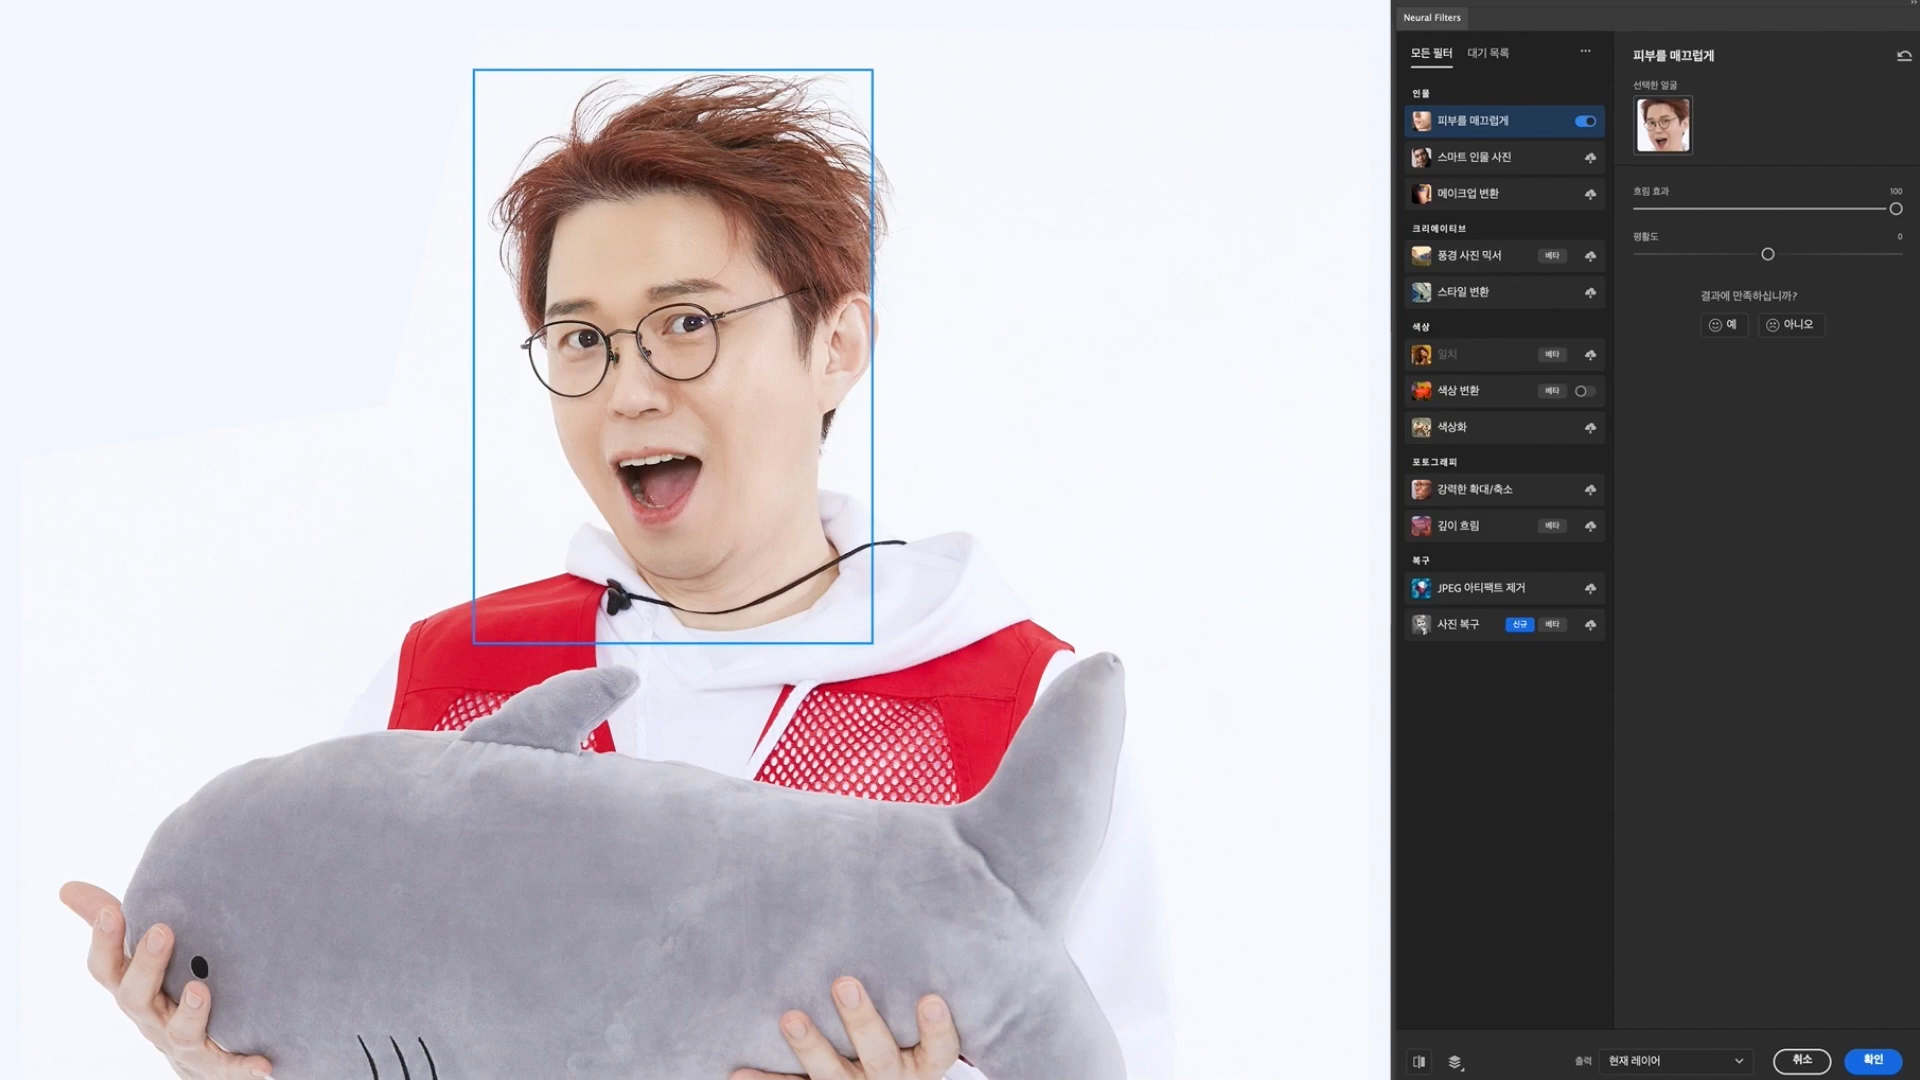 Neural Filters
모든 필터
대기 목록
인물
피부를 매끄럽게
스마트 인물 사진
메이크업 변환
크리에이티브
풍경 사진 믹서 베타
스타일 변환
색상
일치 베타
색상 변환 베타
색상화
포토그래피
강력한 확대/축소
깊이 흐림 베타
복구
JPEG 아티팩트 제거
사진 복구 신규 베타
피부를 매끄럽게
선택한 얼굴
흐림 효과 100
평활도 0
결과에 만족하십니까?
예 아니오
출력 현재 레이어 취소 확인